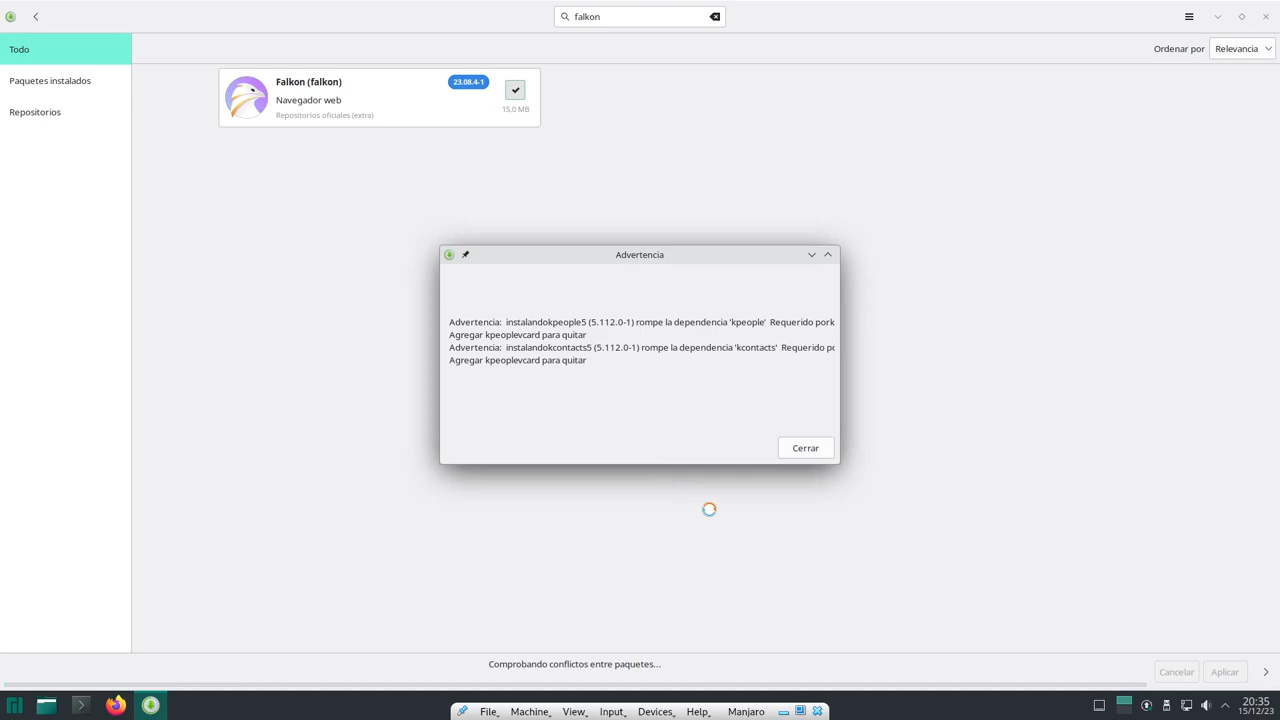 falkon
Todo
Ordenar por
Relevancia
Paquetes instalados
Repositorios
Falkon (falkon)
23.08.4-1
Navegador web
15,0 MB
Repositorios oficiales (extra)
Advertencia
Advertencia:  instalandokpeople5 (5.112.0-1) rompe la dependencia 'kpeople'  Requerido pork
Agregar kpeoplevcard para quitar
Advertencia:  instalandokcontacts5 (5.112.0-1) rompe la dependencia 'kcontacts'  Requerido po
Agregar kpeoplevcard para quitar
Cerrar
Comprobando conflictos entre paquetes...
Cancelar
Aplicar
File
Machine
View
Input
Devices
Help
Manjaro
20:35
15/12/23